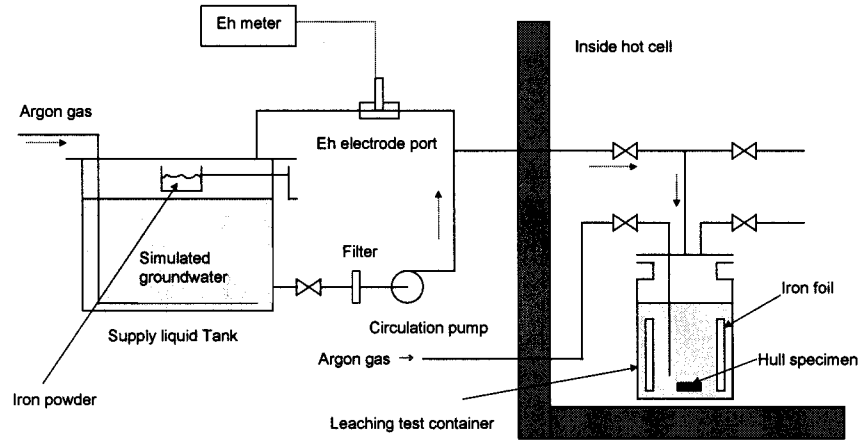 Eh meter
Inside hot cell
Argon gas
Eh electrode port
Simulated
groundwater
Filter
Iron foil
Circulation pump
Supply liquid Tank
Argon gas →
Hull specimen
Iron powder
Leaching test container